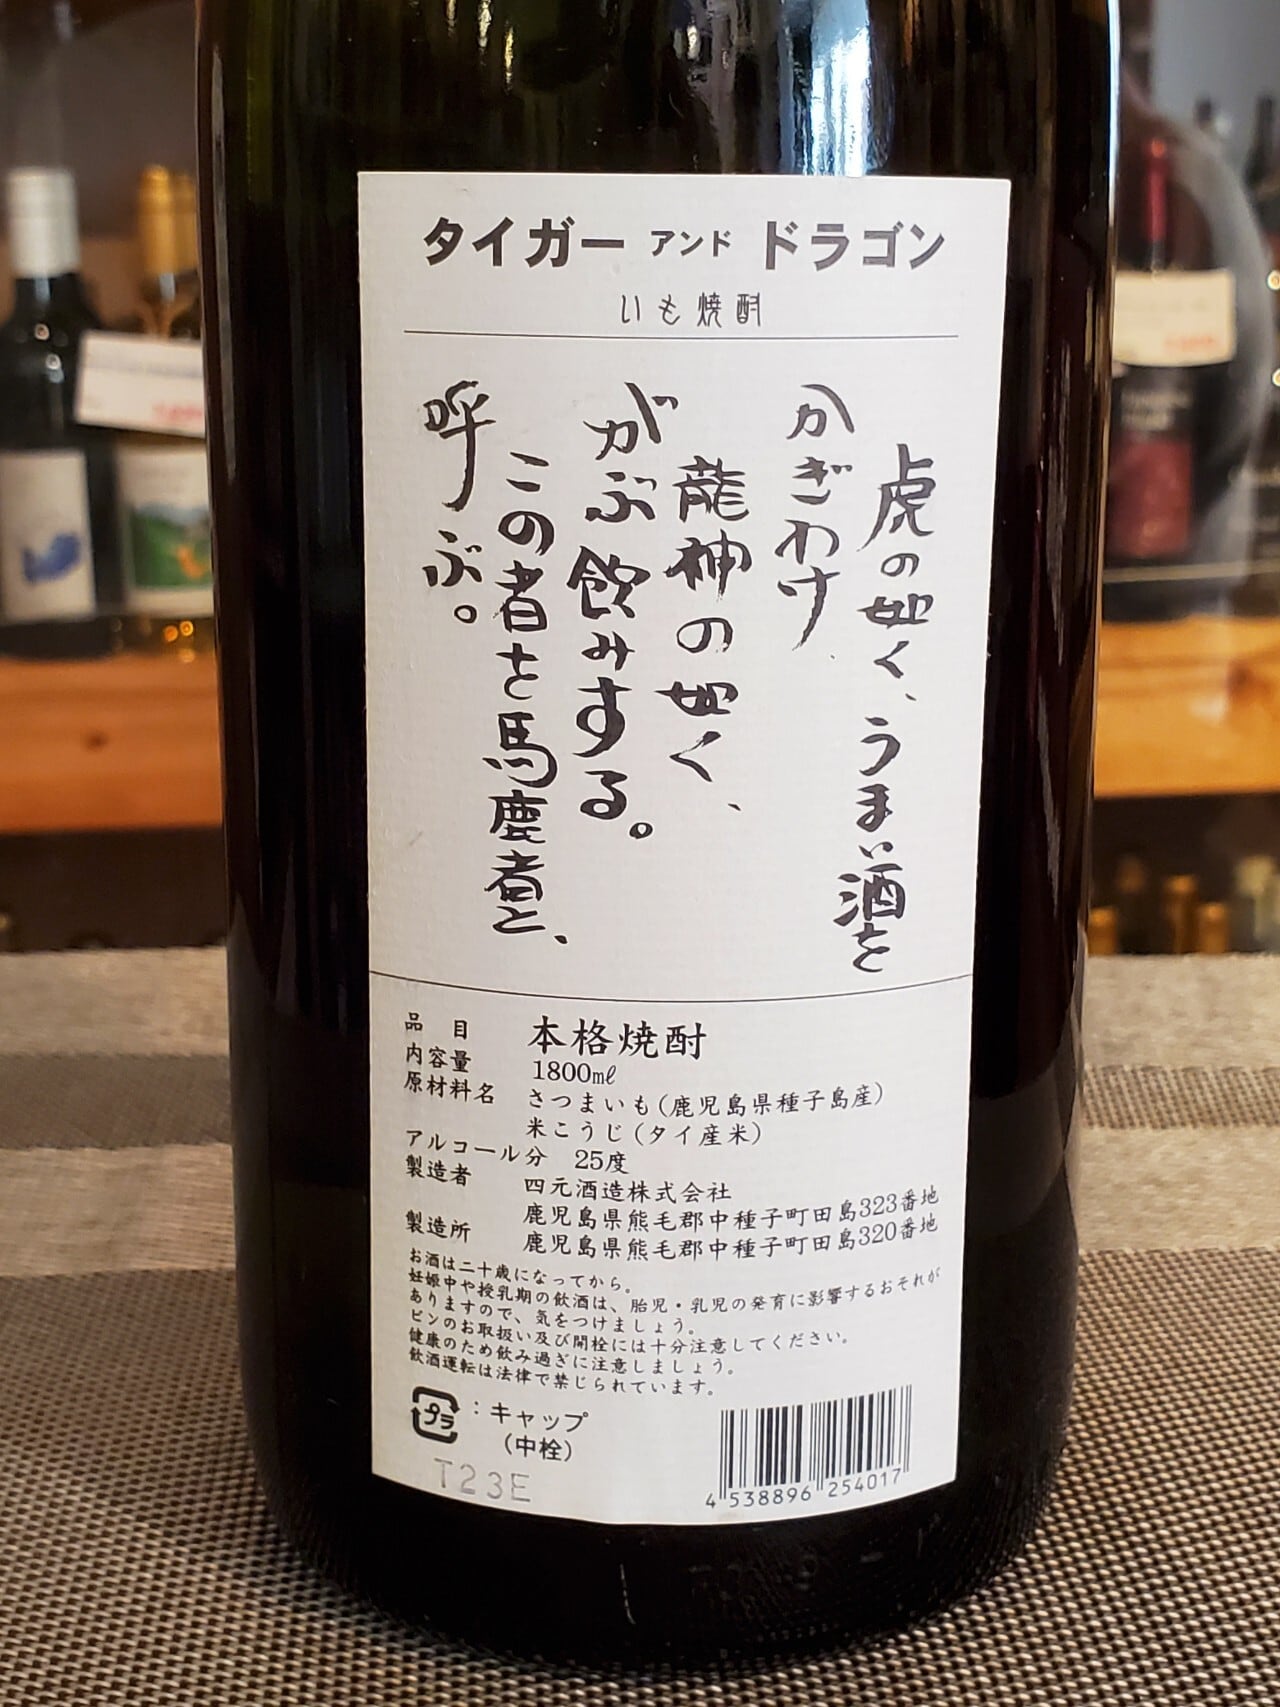 タイガー アンド ドラゴン
いも焼酎
虎の如く、うまい酒を
かぎわけ
龍神の如く、
がぶ飲みする。
この者を馬鹿者と、
呼ぶ。
品目 本格焼酎
内容量 1800㎖
原材料名 さつまいも(鹿児島県種子島産)
米こうじ(タイ産米)
アルコール分 25度
製造者 四元酒造株式会社
鹿児島県熊毛郡中種子町田島323番地
製造所 鹿児島県熊毛郡中種子町田島320番地
お酒は二十歳になってから。
妊娠中や授乳期の飲酒は、胎児・乳児の発育に影響するおそれが
ありますので、気をつけましょう。
ビンのお取扱い及び開栓には十分注意してください。
健康のため飲み過ぎに注意しましょう。
飲酒運転は法律で禁じられています。
プラ : キャップ
(中栓)
T23E
4 538896 254017